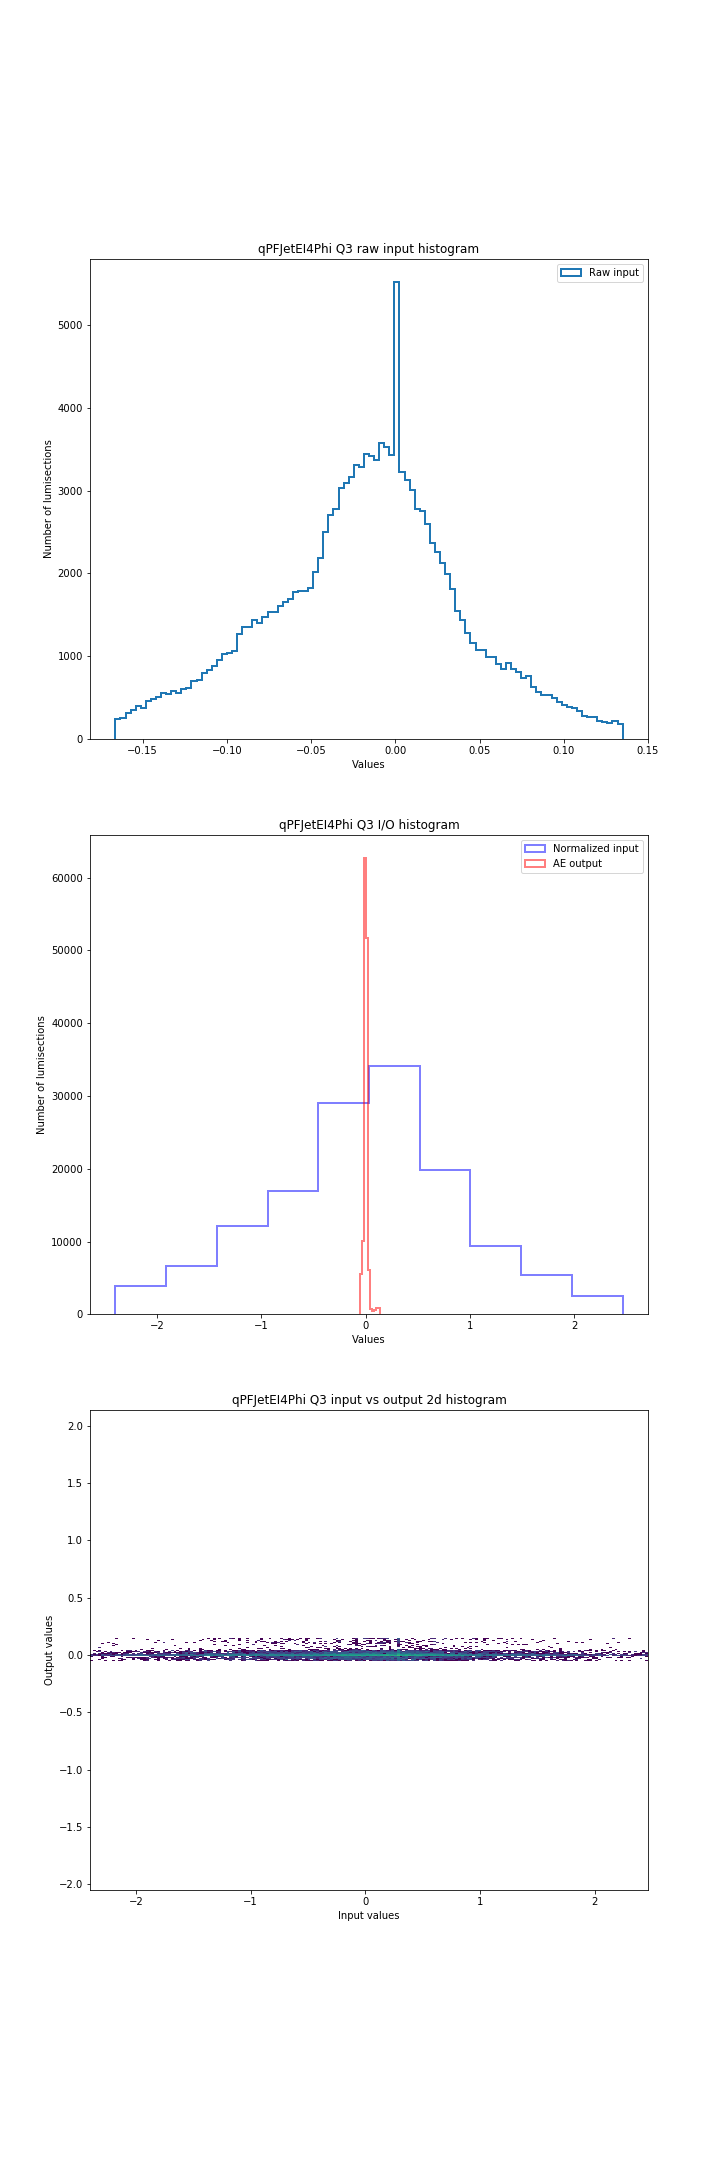 qPFJetEI4Phi Q3 raw input histogram
Raw input
5000
4000
3000
2000
1000
0
Number of lumisections
−0.15 −0.10 −0.05 0.00 0.05 0.10 0.15
Values
qPFJetEI4Phi Q3 I/O histogram
Normalized input
AE output
60000
50000
40000
30000
20000
10000
0
Number of lumisections
−2 −1 0 1 2
Values
qPFJetEI4Phi Q3 input vs output 2d histogram
2.0
1.5
1.0
0.5
0.0
−0.5
−1.0
−1.5
−2.0
Output values
−2 −1 0 1 2
Input values